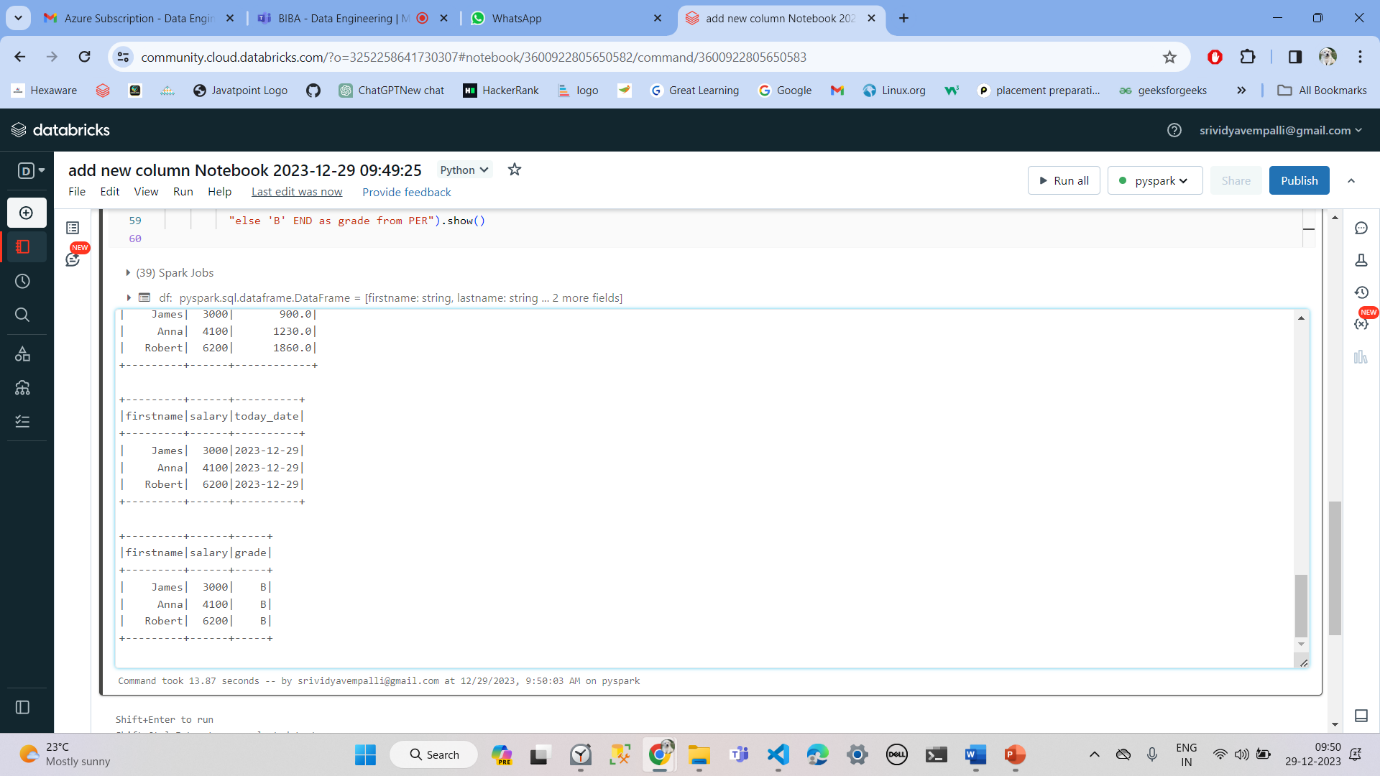 Azure Subscription - Data Engin
BIBA - Data Engineering | M
WhatsApp
add new column Notebook 202
community.cloud.databricks.com/?o=3252258641730307#notebook/3600922805650582/command/3600922805650583
Hexaware
Javatpoint Logo
ChatGPTNew chat
HackerRank
logo
Great Learning
Google
Linux.org
placement preparati...
geeksforgeeks
»
All Bookmarks
databricks
srividyavempalli@gmail.com
D
add new column Notebook 2023-12-29 09:49:25
Python
File Edit View Run Help Last edit was now Provide feedback
Run all
pyspark
Share
Publish
NEW
NEW
59 "else 'B' END as grade from PER").show()
60
(39) Spark Jobs
df: pyspark.sql.dataframe.DataFrame = [firstname: string, lastname: string ... 2 more fields]
|    James|  3000|       900.0|
|     Anna|  4100|      1230.0|
|   Robert|  6200|      1860.0|
+---------+------+-----------+
+---------+------+----------+
|firstname|salary|today_date|
+---------+------+----------+
|    James|  3000|2023-12-29|
|     Anna|  4100|2023-12-29|
|   Robert|  6200|2023-12-29|
+---------+------+----------+
+---------+------+-----+
|firstname|salary|grade|
+---------+------+-----+
|    James|  3000|    B|
|     Anna|  4100|    B|
|   Robert|  6200|    B|
+---------+------+-----+
Command took 13.87 seconds -- by srividyavempalli@gmail.com at 12/29/2023, 9:50:03 AM on pyspark
Shift+Enter to run
23°C
Mostly sunny
Search
PRE
DELL
ENG
IN
09:50
29-12-2023